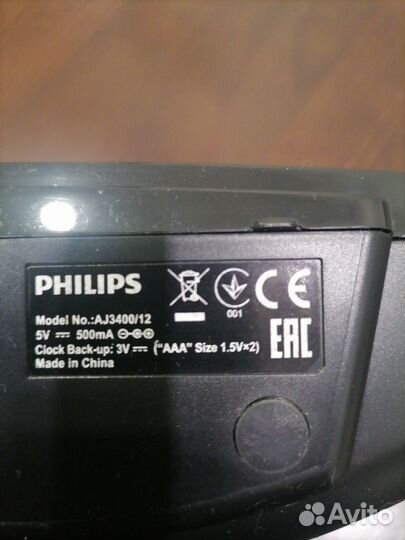 PHILIPS
CE
001
Model No.:AJ3400/12
5V ⎓ 500mA
Clock Back-up: 3V ⎓ ("AAA" Size 1.5V×2)
Made in China
EAC
Avito